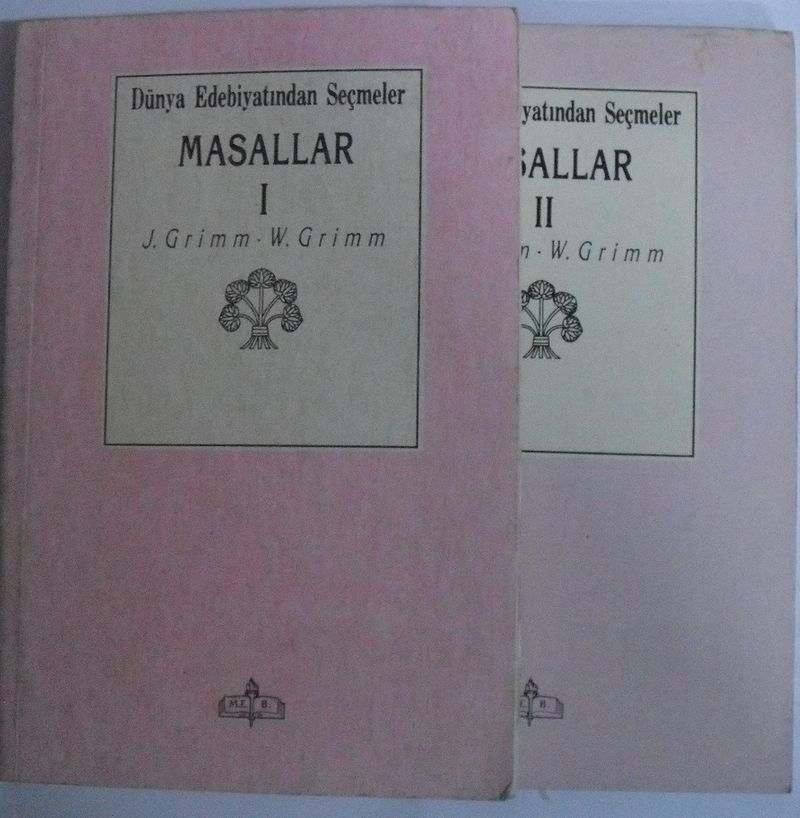 Dünya Edebiyatından Seçmeler
MASALLAR
I
J. Grimm - W. Grimm
M.E. B.
yatından Seçmeler
SALLAR
II
n - W. Grimm
B.